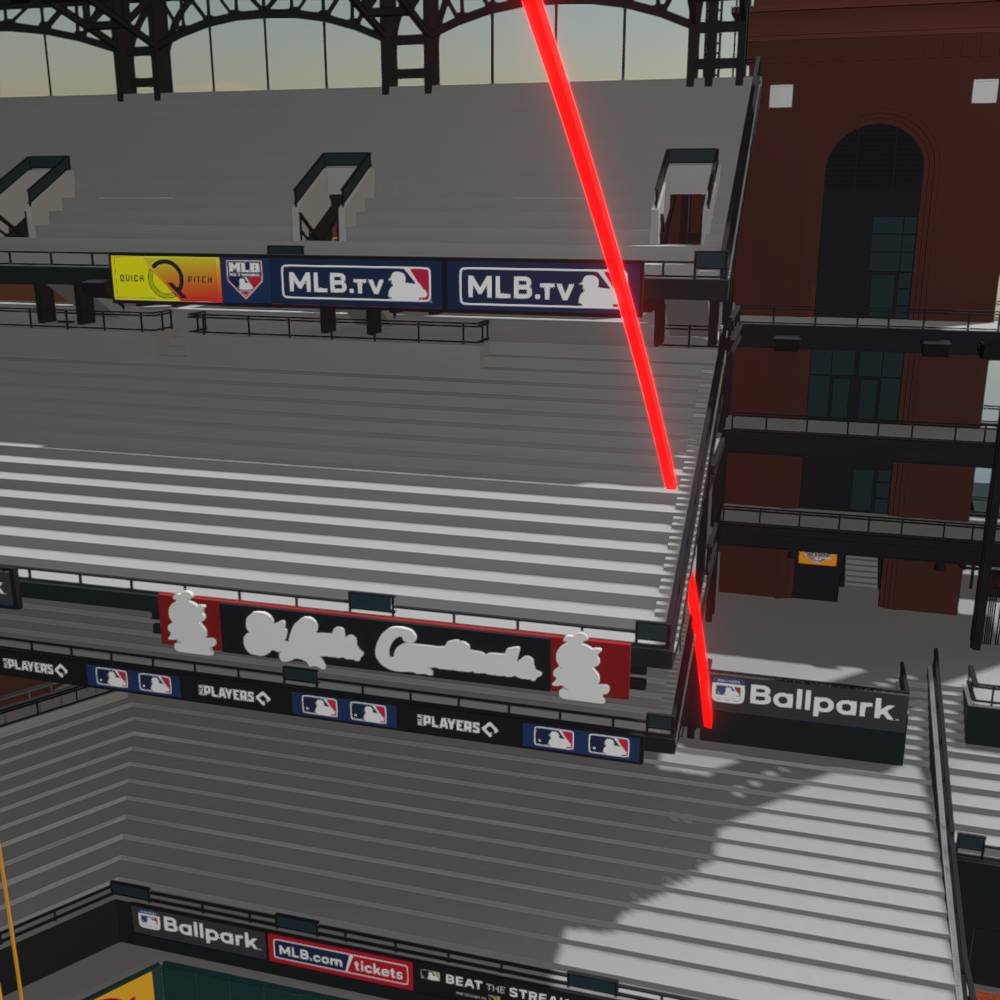 QUICK PITCH
MLB
MLB.TV
MLB.TV
St. Louis Cardinals
PLAYERS
PLAYERS
PLAYERS
Ballpark
Ballpark
MLB.com/tickets
BEAT THE STREAK